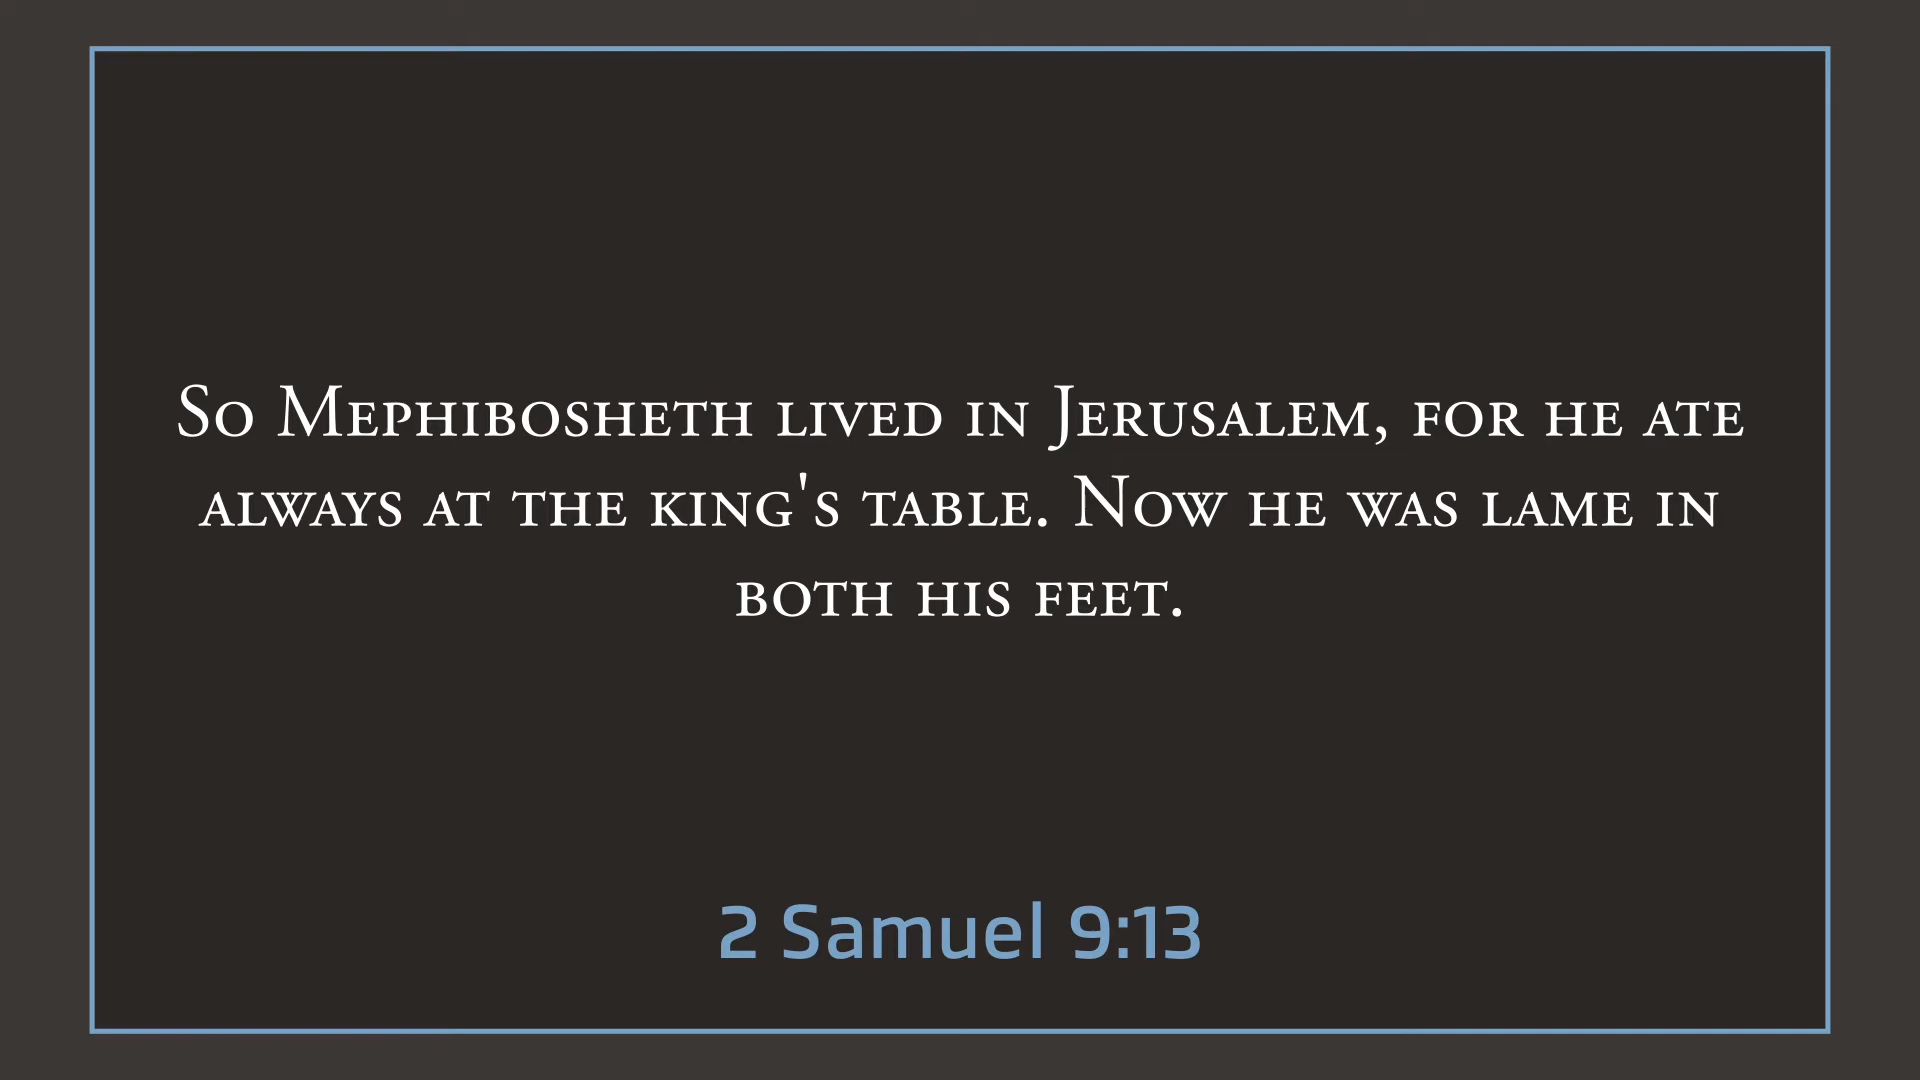 So Mephibosheth lived in Jerusalem, for he ate
always at the king's table. Now he was lame in
both his feet.
2 Samuel 9:13